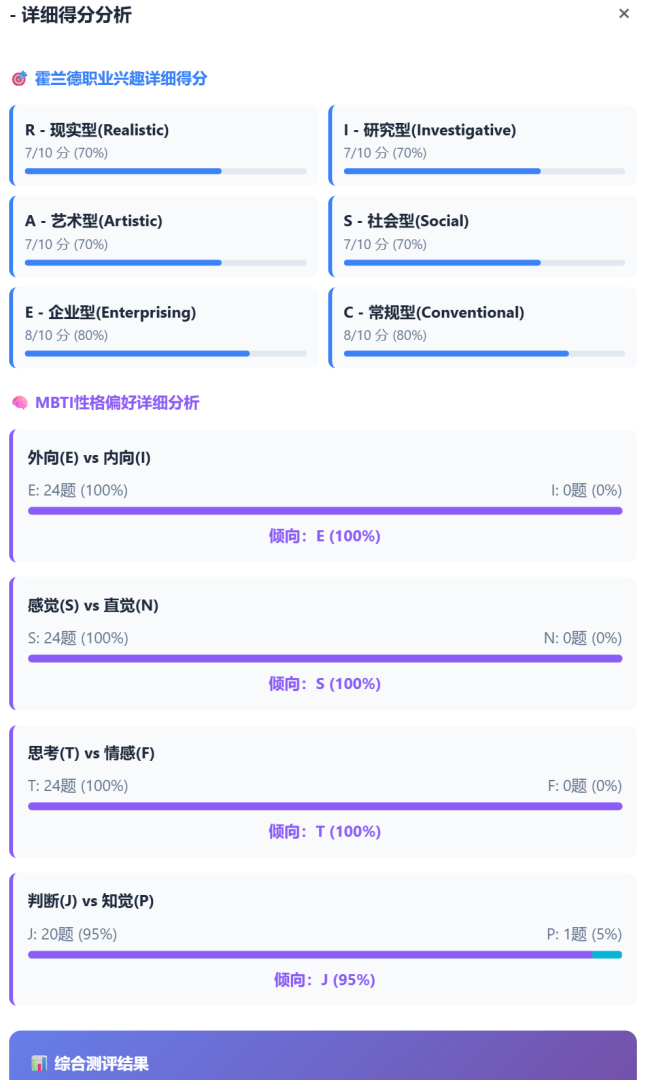 - 详细得分分析
×
🎯 霍兰德职业兴趣详细得分
R - 现实型(Realistic)
7/10 分 (70%)
I - 研究型(Investigative)
7/10 分 (70%)
A - 艺术型(Artistic)
7/10 分 (70%)
S - 社会型(Social)
7/10 分 (70%)
E - 企业型(Enterprising)
8/10 分 (80%)
C - 常规型(Conventional)
8/10 分 (80%)
🧠 MBTI性格偏好详细分析
外向(E) vs 内向(I)
E: 24题 (100%)
I: 0题 (0%)
倾向：E (100%)
感觉(S) vs 直觉(N)
S: 24题 (100%)
N: 0题 (0%)
倾向：S (100%)
思考(T) vs 情感(F)
T: 24题 (100%)
F: 0题 (0%)
倾向：T (100%)
判断(J) vs 知觉(P)
J: 20题 (95%)
P: 1题 (5%)
倾向：J (95%)
📊 综合测评结果